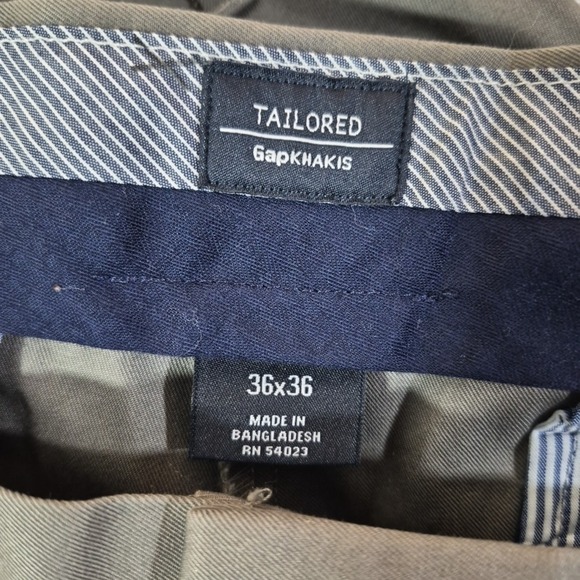 TAILORED
GapKHAKIS
36x36
MADE IN
BANGLADESH
RN 54023